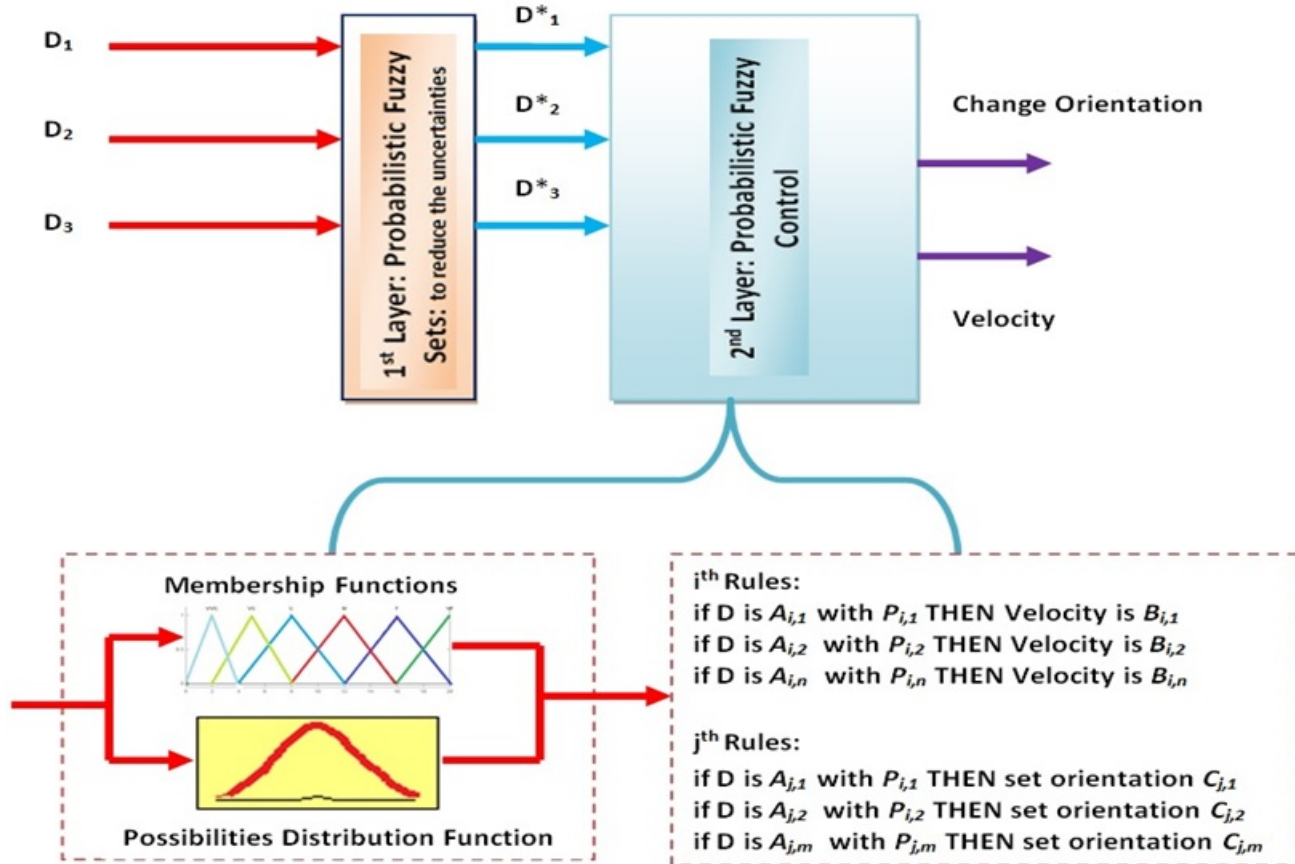 D1
D2
D3
D*1
D*2
D*3
1st Layer: Probabilistic Fuzzy
Sets: to reduce the uncertainties
2nd Layer: Probabilistic Fuzzy
Control
Change Orientation
Velocity
Membership Functions
Possibilities Distribution Function
ith Rules:
if D is Ai,1 with Pi,1 THEN Velocity is Bi,1
if D is Ai,2 with Pi,2 THEN Velocity is Bi,2
if D is Ai,n with Pi,n THEN Velocity is Bi,n
jth Rules:
if D is Aj,1 with Pi,1 THEN set orientation Cj,1
if D is Aj,2 with Pi,2 THEN set orientation Cj,2
if D is Aj,m with Pj,m THEN set orientation Cj,m